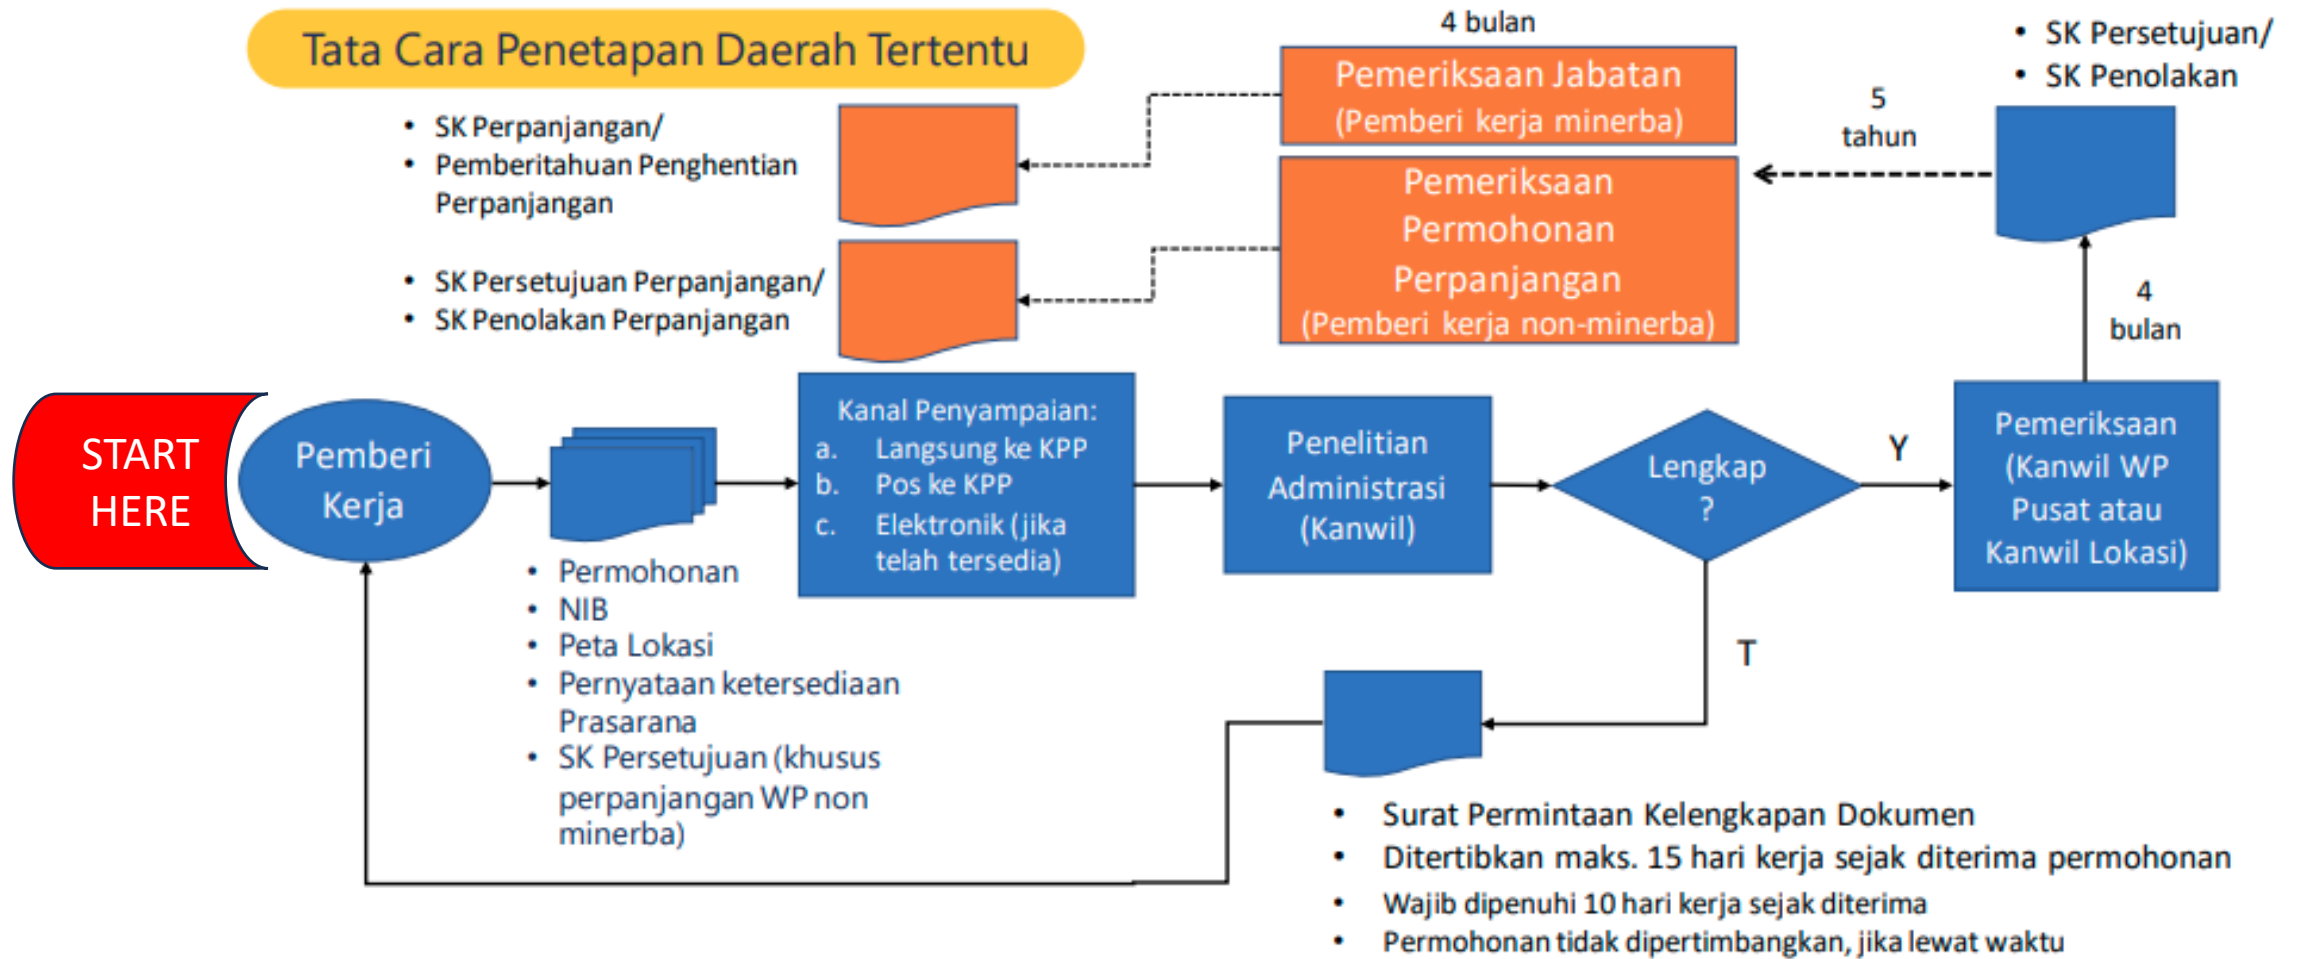 Tata Cara Penetapan Daerah Tertentu
4 bulan
Pemeriksaan Jabatan
(Pemberi kerja minerba)
• SK Persetujuan/
• SK Penolakan
5
tahun
• SK Perpanjangan/
• Pemberitahuan Penghentian
Perpanjangan
Pemeriksaan
Permohonan
Perpanjangan
(Pemberi kerja non-minerba)
• SK Persetujuan Perpanjangan/
• SK Penolakan Perpanjangan
4
bulan
START
HERE
Pemberi
Kerja
• Permohonan
• NIB
• Peta Lokasi
• Pernyataan ketersediaan
Prasarana
• SK Persetujuan (khusus
perpanjangan WP non
minerba)
Kanal Penyampaian:
a. Langsung ke KPP
b. Pos ke KPP
c. Elektronik (jika
telah tersedia)
Penelitian
Administrasi
(Kanwil)
Lengkap
?
Y
Pemeriksaan
(Kanwil WP
Pusat atau
Kanwil Lokasi)
T
• Surat Permintaan Kelengkapan Dokumen
• Ditertibkan maks. 15 hari kerja sejak diterima permohonan
• Wajib dipenuhi 10 hari kerja sejak diterima
• Permohonan tidak dipertimbangkan, jika lewat waktu